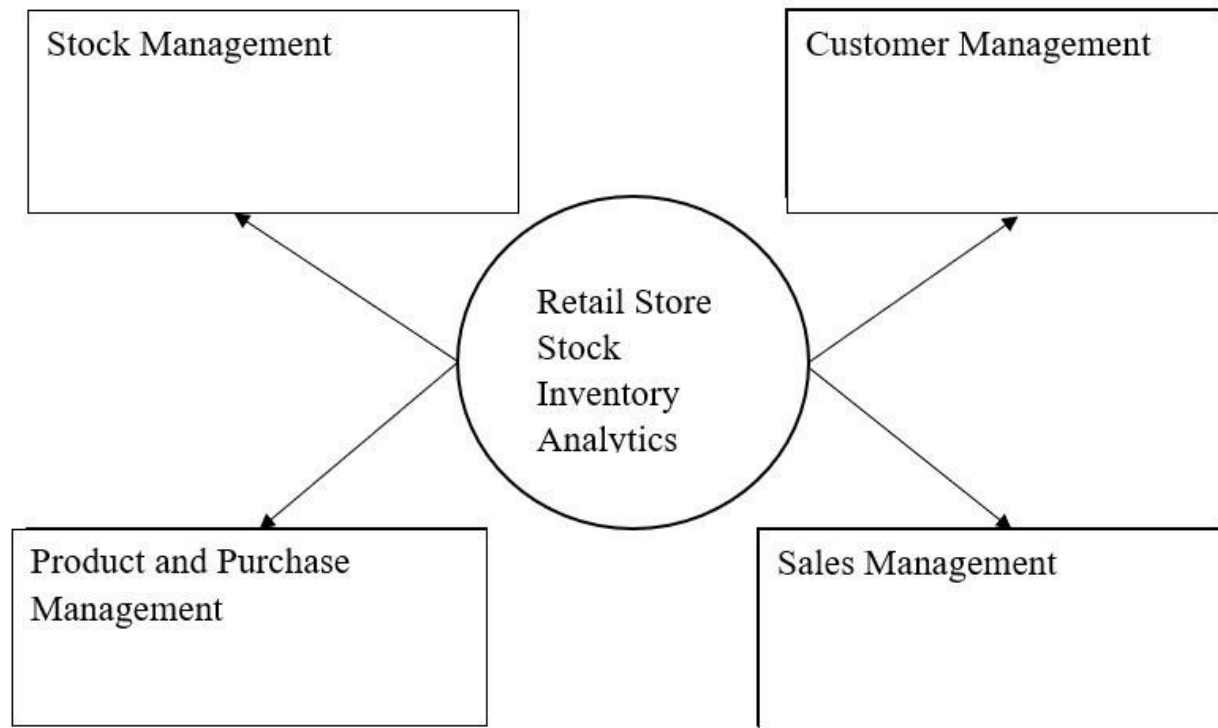 Stock Management
Customer Management
Retail Store
Stock
Inventory
Analytics
Product and Purchase
Management
Sales Management